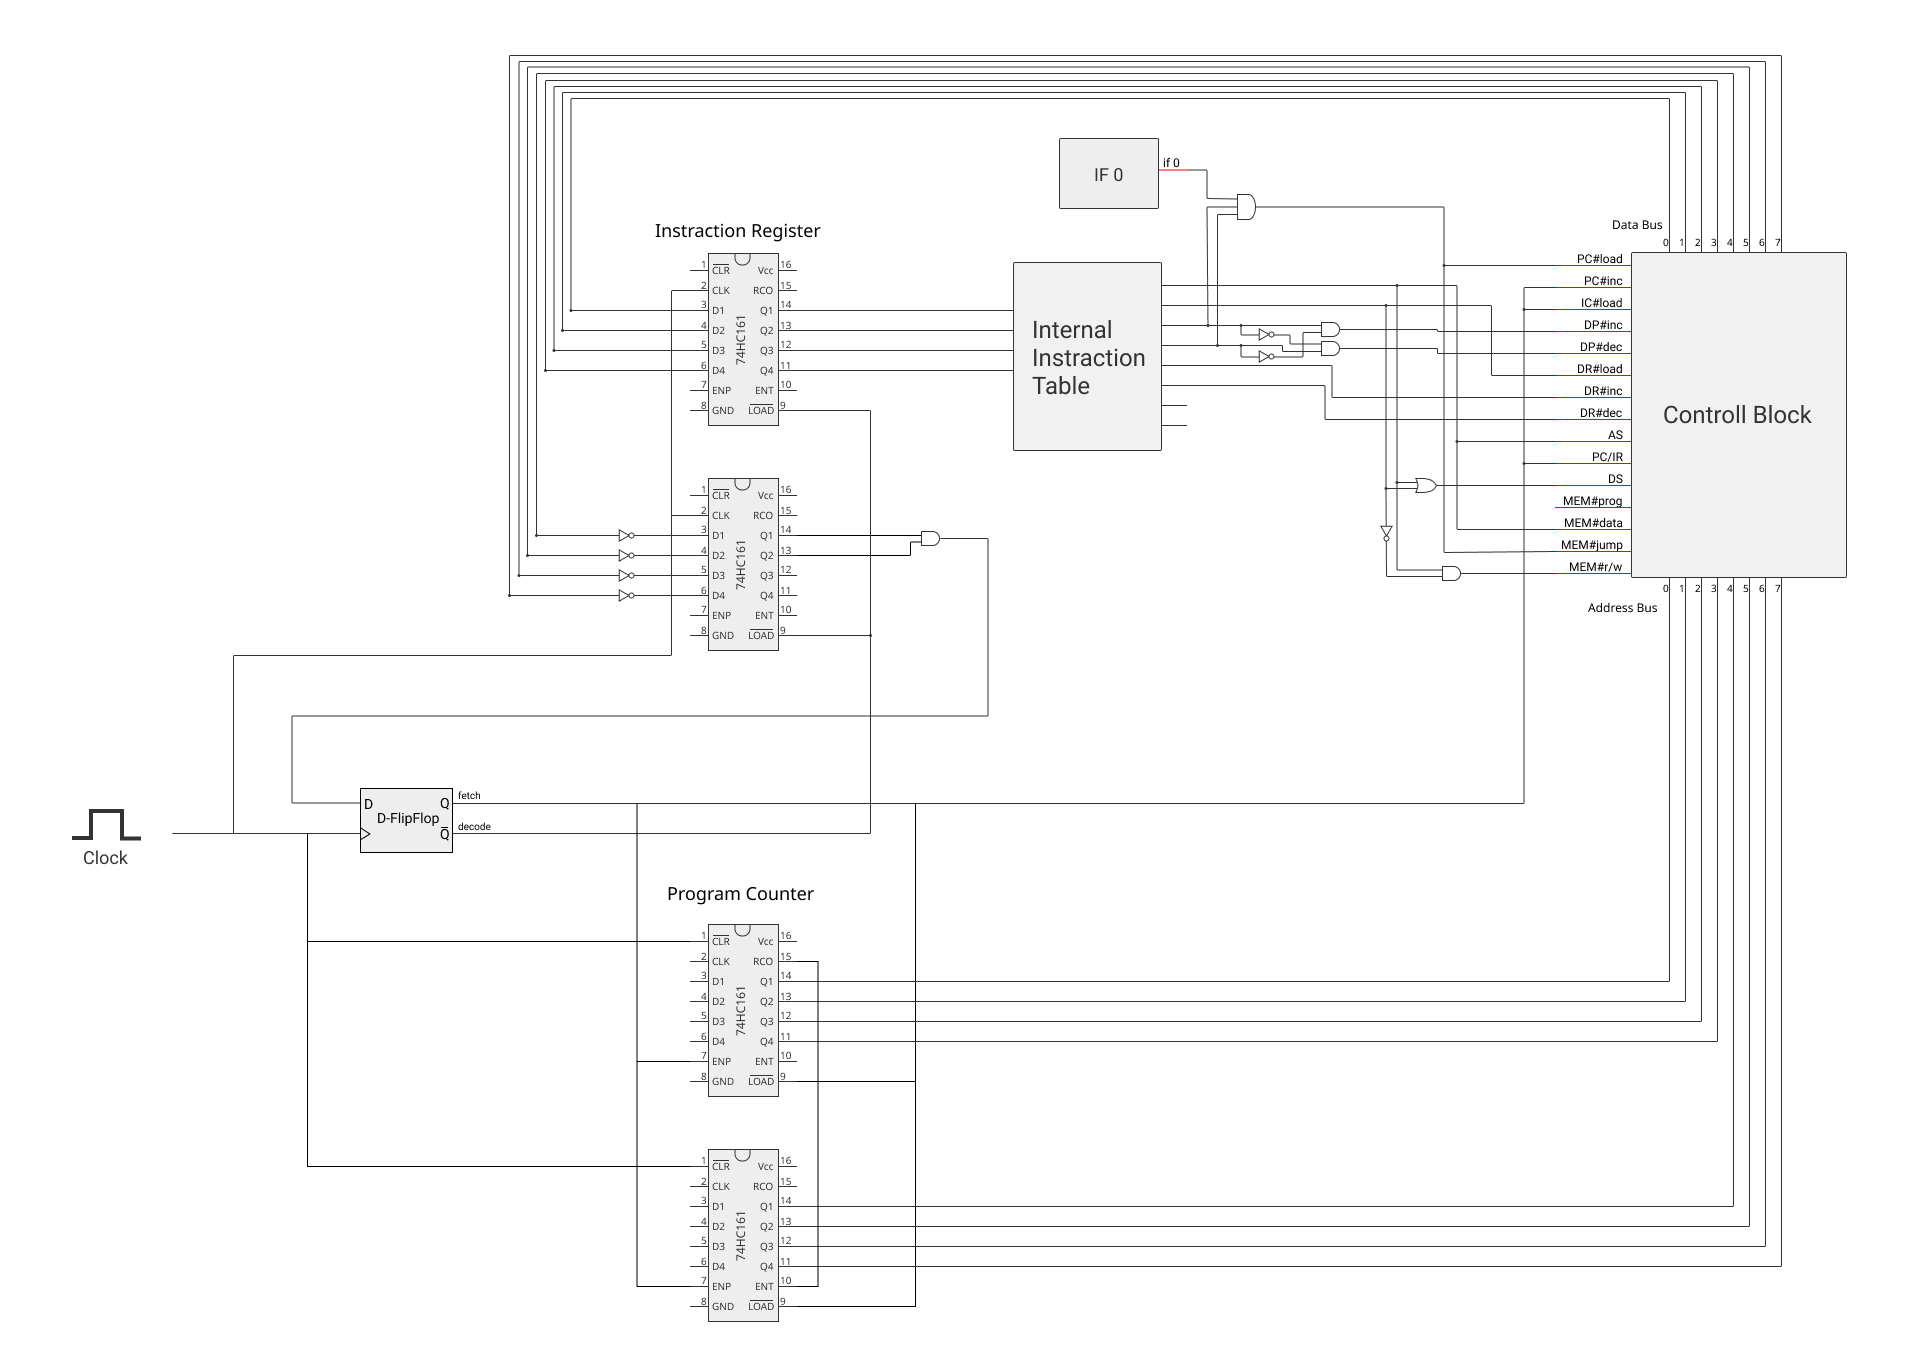 IF 0
if 0
Instraction Register
Data Bus
0 1 2 3 4 5 6 7
1 CLR Vcc 16
2 CLK RCO 15
3 D1 Q1 14
4 D2 Q2 13
5 D3 Q3 12
6 D4 Q4 11
7 ENP ENT 10
8 GND LOAD 9
74HC161
Internal
Instraction
Table
PC#load
PC#inc
IC#load
DP#inc
DP#dec
DR#load
DR#inc
DR#dec
AS
PC/IR
DS
MEM#prog
MEM#data
MEM#jump
MEM#r/w
Controll Block
0 1 2 3 4 5 6 7
Address Bus
1 CLR Vcc 16
2 CLK RCO 15
3 D1 Q1 14
4 D2 Q2 13
5 D3 Q3 12
6 D4 Q4 11
7 ENP ENT 10
8 GND LOAD 9
74HC161
Clock
D Q
D-FlipFlop
Q
fetch
decode
Program Counter
1 CLR Vcc 16
2 CLK RCO 15
3 D1 Q1 14
4 D2 Q2 13
5 D3 Q3 12
6 D4 Q4 11
7 ENP ENT 10
8 GND LOAD 9
74HC161
1 CLR Vcc 16
2 CLK RCO 15
3 D1 Q1 14
4 D2 Q2 13
5 D3 Q3 12
6 D4 Q4 11
7 ENP ENT 10
8 GND LOAD 9
74HC161